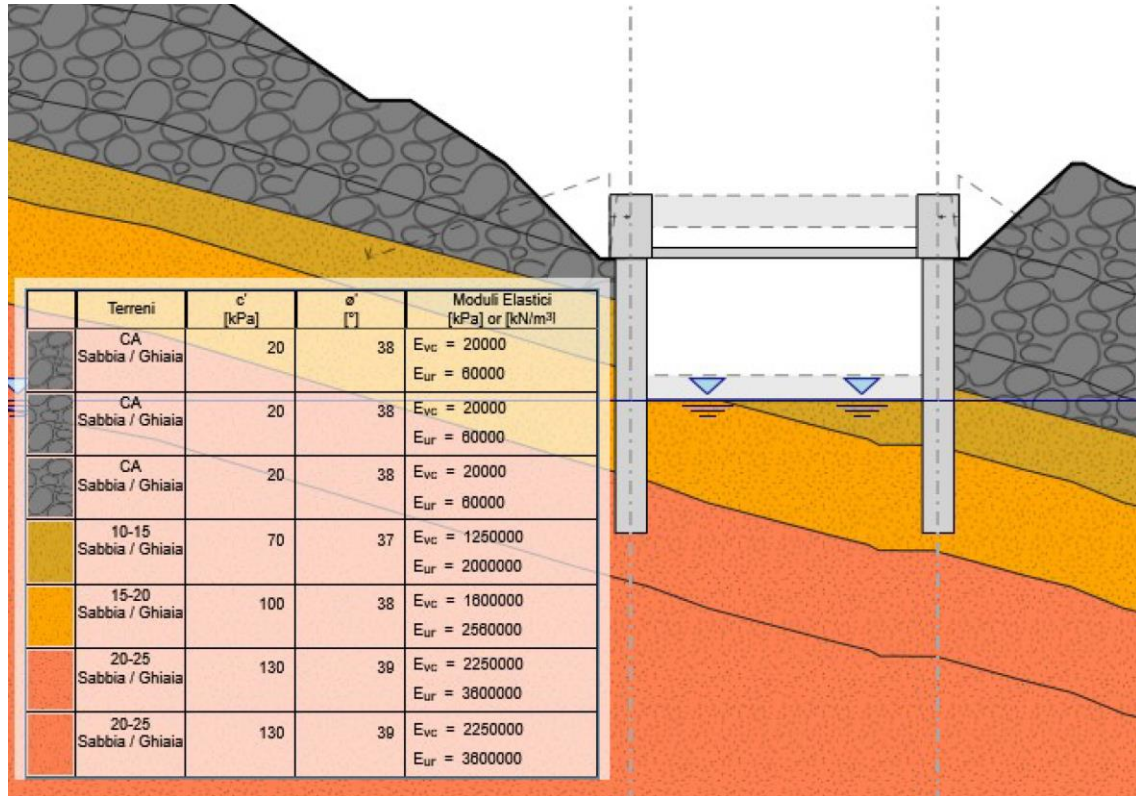 Terreni c' ø' Moduli Elastici
[kPa] [°] [kPa] or [kN/m³]
CA
Sabbia / Ghiaia 20 38 Evc = 20000
Eur = 60000
CA
Sabbia / Ghiaia 20 38 Evc = 20000
Eur = 60000
CA
Sabbia / Ghiaia 20 38 Evc = 20000
Eur = 60000
10-15
Sabbia / Ghiaia 70 37 Evc = 1250000
Eur = 2000000
15-20
Sabbia / Ghiaia 100 38 Evc = 1600000
Eur = 2560000
20-25
Sabbia / Ghiaia 130 39 Evc = 2250000
Eur = 3600000
20-25
Sabbia / Ghiaia 130 39 Evc = 2250000
Eur = 3600000